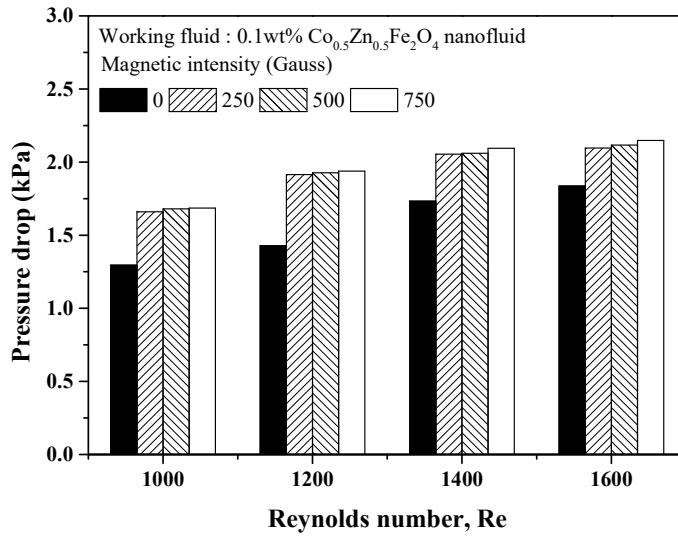 Working fluid : 0.1wt% Co₀.₅Zn₀.₅Fe₂O₄ nanofluid
Magnetic intensity (Gauss)
0 250 500 750
Pressure drop (kPa)
3.0
2.5
2.0
1.5
1.0
0.5
0.0
1000 1200 1400 1600
Reynolds number, Re